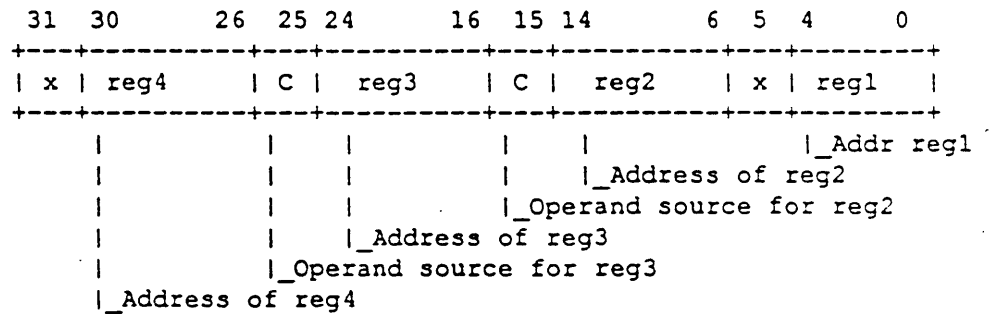 31 30 26 25 24 16 15 14 6 5 4 0
+---+----------+---+----------+---+----------+---+--------+
| x | reg4 | C | reg3 | C | reg2 | x | reg1 |
+---+----------+---+----------+---+----------+---+--------+
| | | | | |_Addr reg1
| | | | |_Address of reg2
| | | |_Operand source for reg2
| | |_Address of reg3
| |_Operand source for reg3
|_Address of reg4